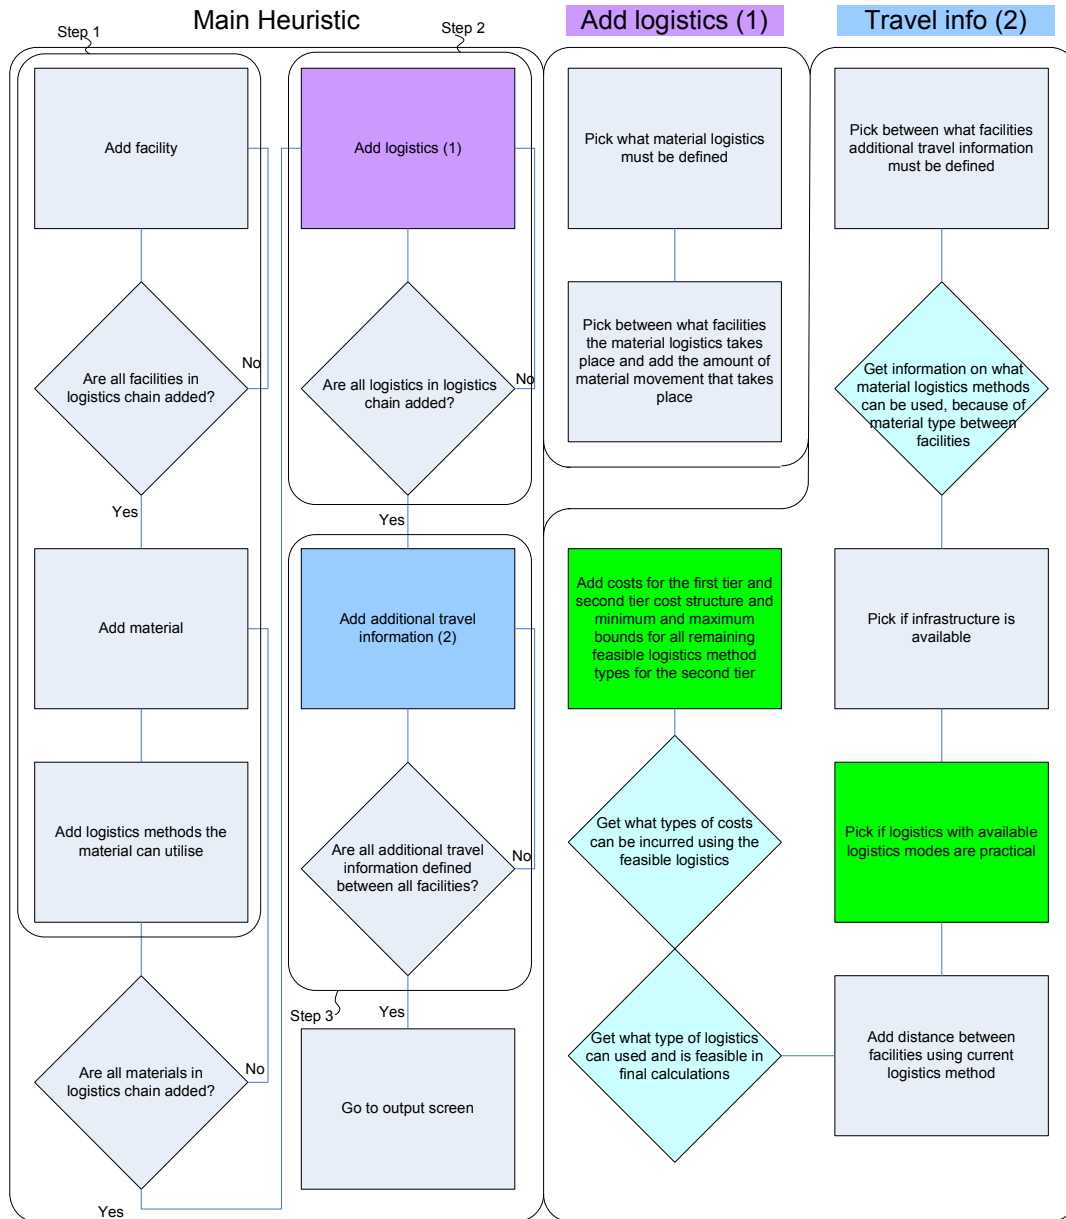 Main Heuristic
Add logistics (1)
Travel info (2)
Step 1
Step 2
Add facility
Are all facilities in
logistics chain added?
No
Yes
Add material
Add logistics methods the
material can utilise
Are all materials in
logistics chain added?
No
Yes
Add logistics (1)
Are all logistics in logistics
chain added?
No
Yes
Add additional travel
information (2)
Are all additional travel
information defined
between all facilities?
No
Yes
Step 3
Go to output screen
Pick what material logistics
must be defined
Pick between what facilities
the material logistics takes
place and add the amount of
material movement that takes
place
Pick between what facilities
additional travel information
must be defined
Get information on what
material logistics methods
can be used, because of
material type between
facilities
Pick if infrastructure is
available
Pick if logistics with available
logistics modes are practical
Add distance between
facilities using current
logistics method
Get what type of logistics
can used and is feasible in
final calculations
Get what types of costs
can be incurred using the
feasible logistics
Add costs for the first tier and
second tier cost structure and
minimum and maximum
bounds for all remaining
feasible logistics method
types for the second tier